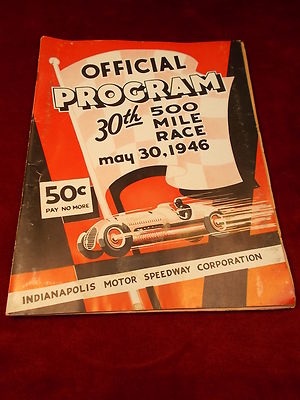 OFFICIAL
PROGRAM
30th 500
MILE
RACE
may 30, 1946
50c
PAY NO MORE
INDIANAPOLIS MOTOR SPEEDWAY CORPORATION